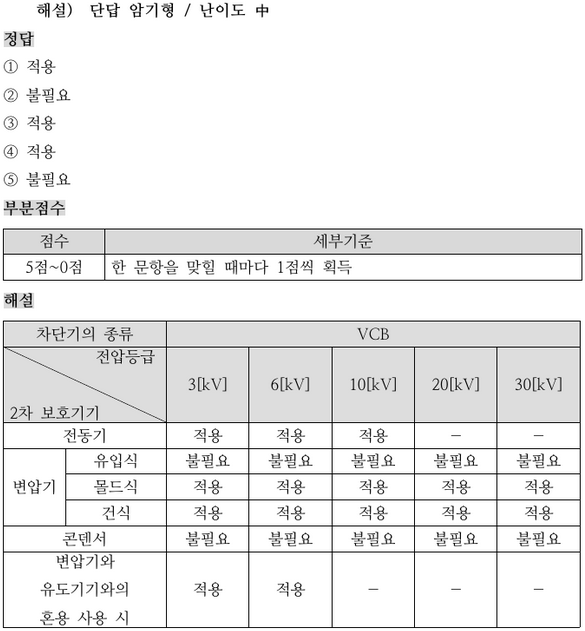 해설) 단답 암기형 / 난이도 中
정답
① 적용
② 불필요
③ 적용
④ 적용
⑤ 불필요
부분점수
점수 세부기준
5점~0점 한 문항을 맞힐 때마다 1점씩 획득
해설
차단기의 종류 VCB
전압등급
2차 보호기기
3[kV] 6[kV] 10[kV] 20[kV] 30[kV]
전동기 적용 적용 적용 – –
변압기
유입식 불필요 불필요 불필요 불필요 불필요
몰드식 적용 적용 적용 적용 적용
건식 적용 적용 적용 적용 적용
콘덴서 불필요 불필요 불필요 불필요 불필요
변압기와
유도기기와의 적용 적용 – – –
혼용 사용 시